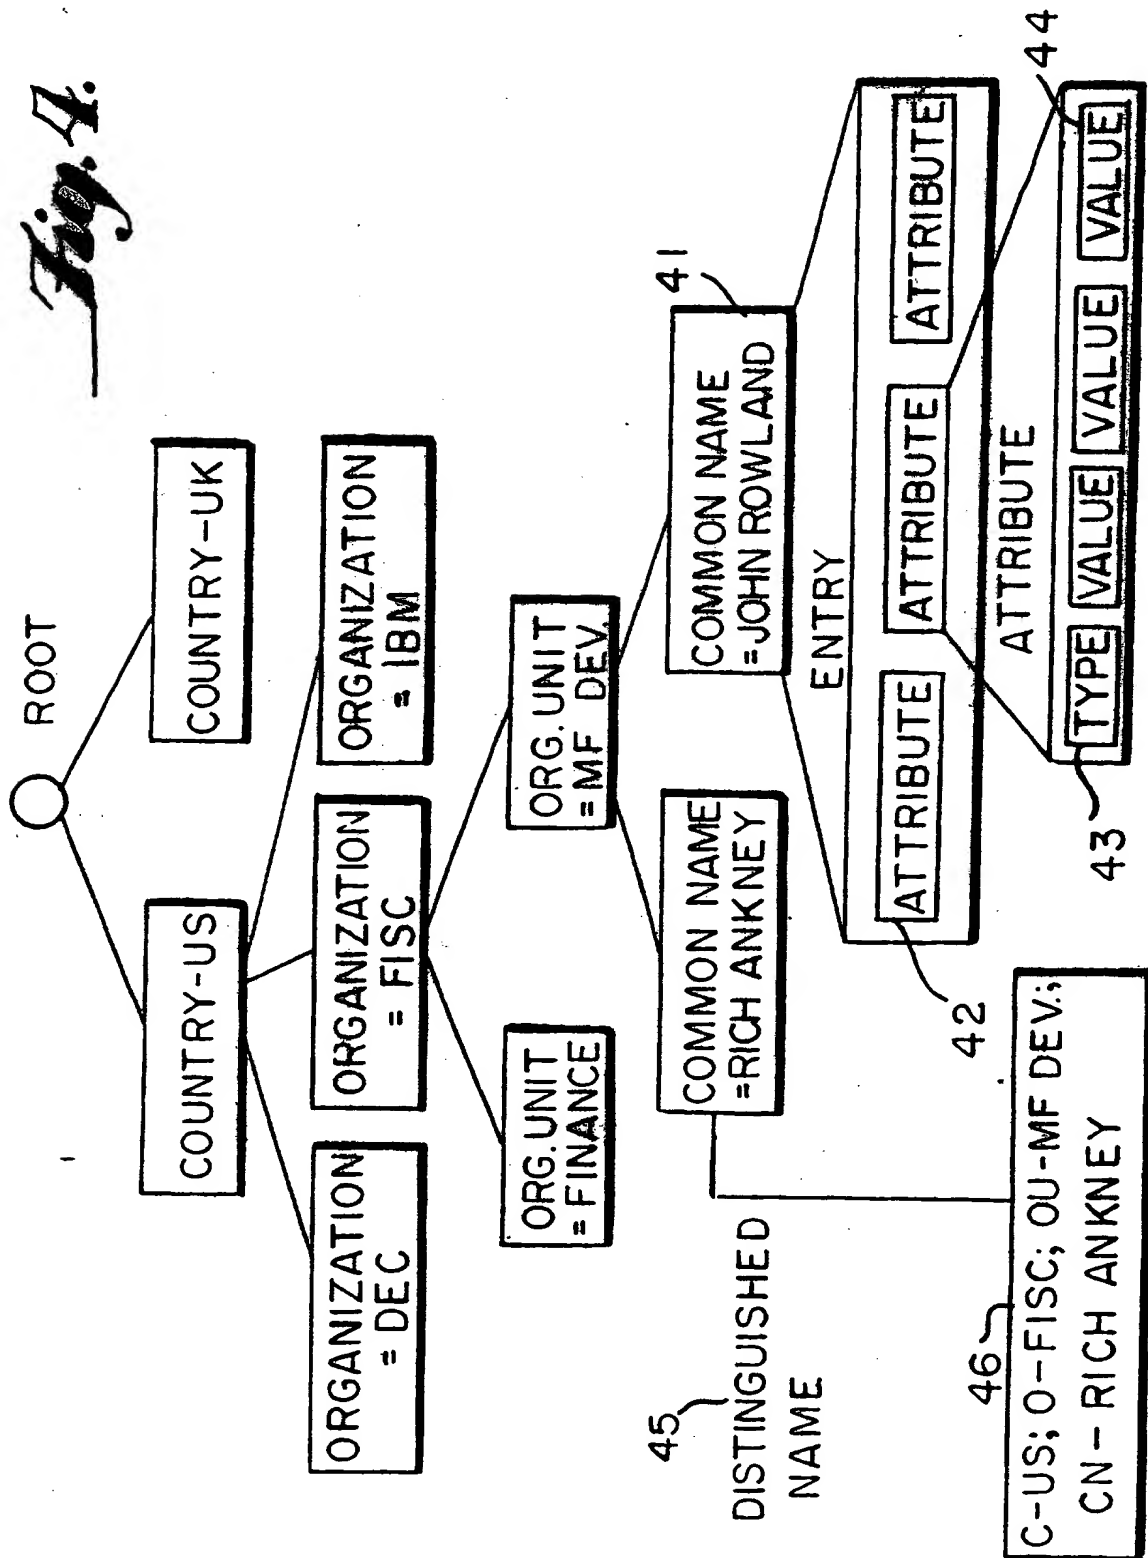 Fig. 4.
ROOT
COUNTRY-US
COUNTRY-UK
ORGANIZATION
= DEC
ORGANIZATION
= FISC
ORGANIZATION
= IBM
ORG. UNIT
= FINANCE
ORG. UNIT
= MF DEV.
COMMON NAME
=RICH ANKNEY
COMMON NAME
=JOHN ROWLAND
41
ENTRY
ATTRIBUTE
ATTRIBUTE
ATTRIBUTE
42
ATTRIBUTE
TYPE
VALUE
VALUE
VALUE
43
44
45
DISTINGUISHED
NAME
46
C-US; O-FISC; OU-MF DEV.;
CN-RICH ANKNEY